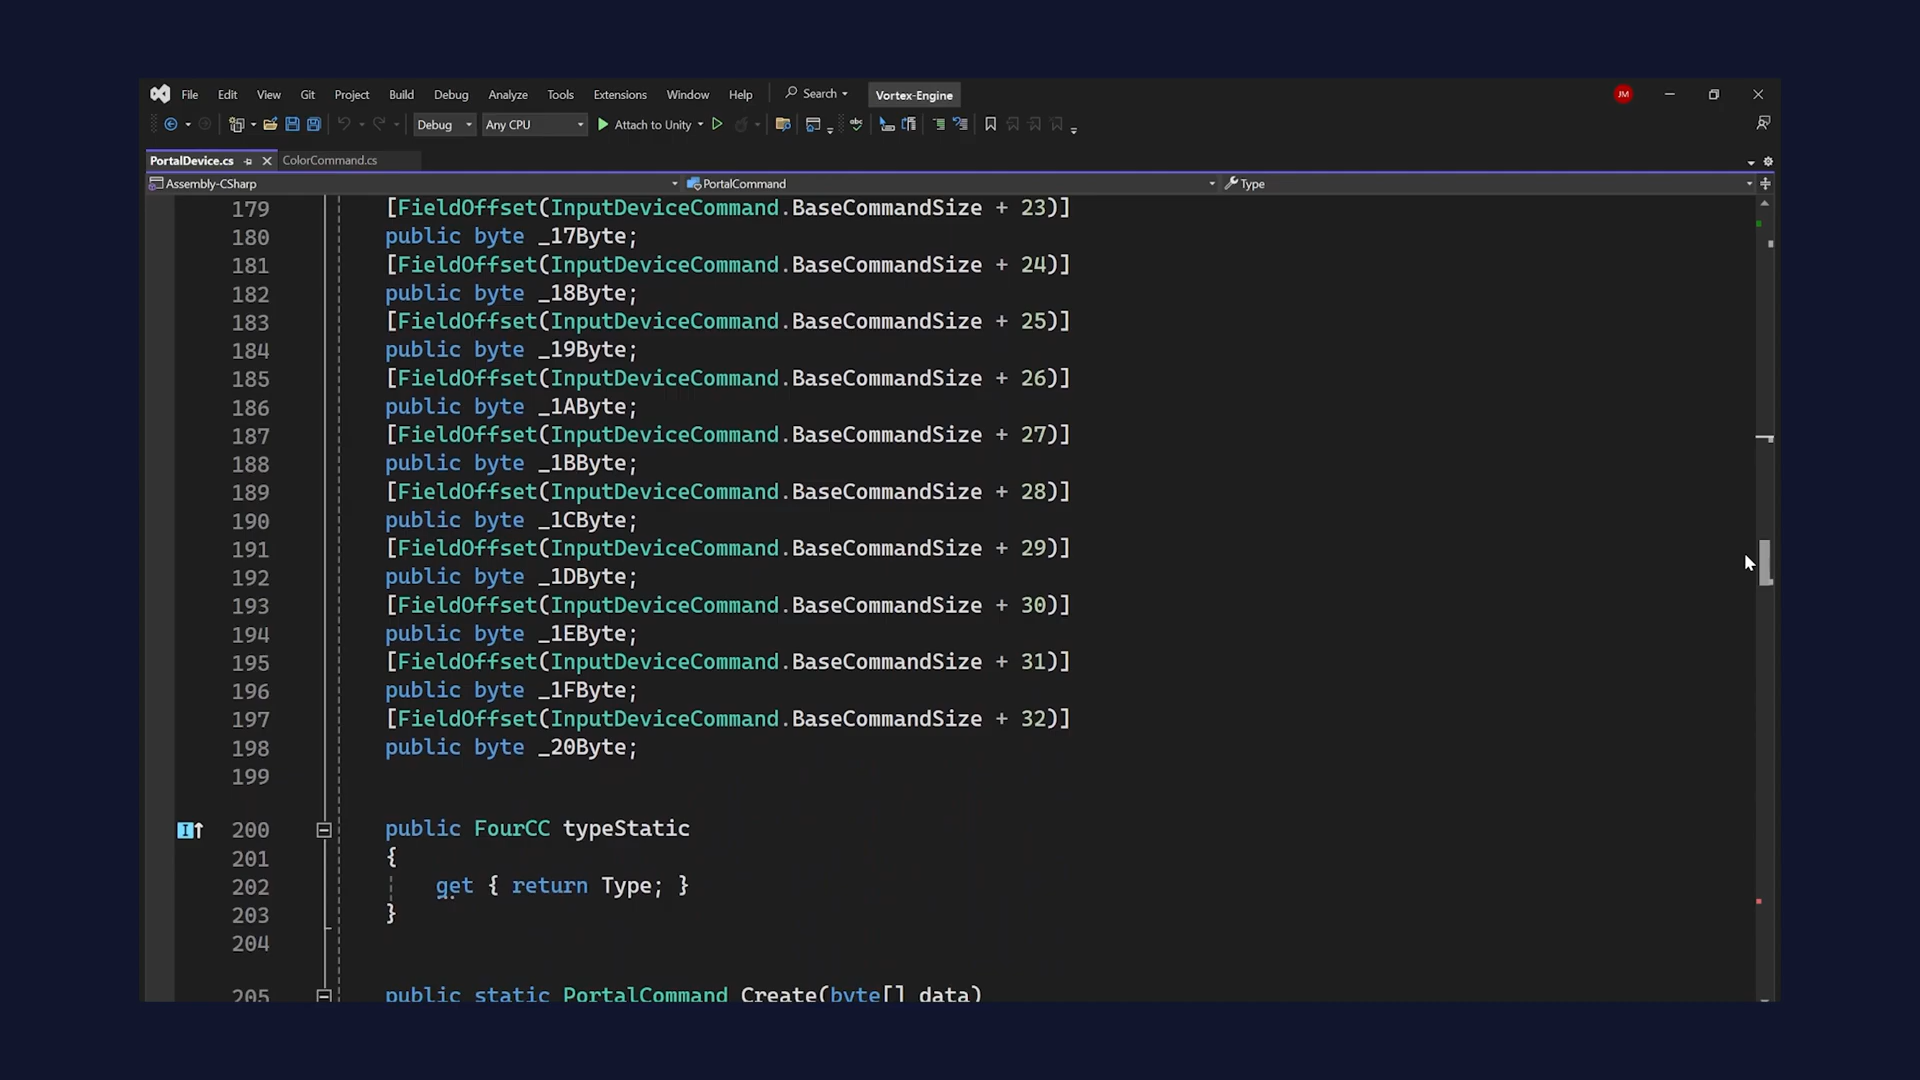 File Edit View Git Project Build Debug Analyze Tools Extensions Window Help Search Vortex-Engine JM
Debug Any CPU Attach to Unity
PortalDevice.cs ColorCommand.cs
Assembly-CSharp PortalCommand Type
179 [FieldOffset(InputDeviceCommand.BaseCommandSize + 23)]
180 public byte _17Byte;
181 [FieldOffset(InputDeviceCommand.BaseCommandSize + 24)]
182 public byte _18Byte;
183 [FieldOffset(InputDeviceCommand.BaseCommandSize + 25)]
184 public byte _19Byte;
185 [FieldOffset(InputDeviceCommand.BaseCommandSize + 26)]
186 public byte _1AByte;
187 [FieldOffset(InputDeviceCommand.BaseCommandSize + 27)]
188 public byte _1BByte;
189 [FieldOffset(InputDeviceCommand.BaseCommandSize + 28)]
190 public byte _1CByte;
191 [FieldOffset(InputDeviceCommand.BaseCommandSize + 29)]
192 public byte _1DByte;
193 [FieldOffset(InputDeviceCommand.BaseCommandSize + 30)]
194 public byte _1EByte;
195 [FieldOffset(InputDeviceCommand.BaseCommandSize + 31)]
196 public byte _1FByte;
197 [FieldOffset(InputDeviceCommand.BaseCommandSize + 32)]
198 public byte _20Byte;
199
200 public FourCC typeStatic
201 {
202 get { return Type; }
203 }
204
205 public static PortalCommand Create(byte[] data)